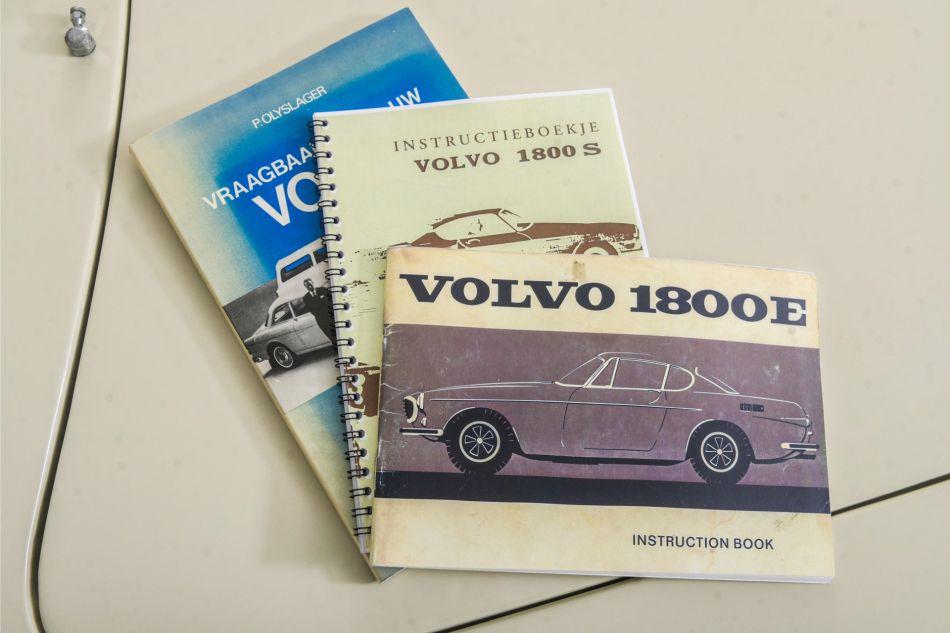 P.OLYSLAGER
VRAAGBAA
UW
VO
INSTRUCTIEBOEKJE
VOLVO 1800 S
VOLVO 1800E
INSTRUCTION BOOK